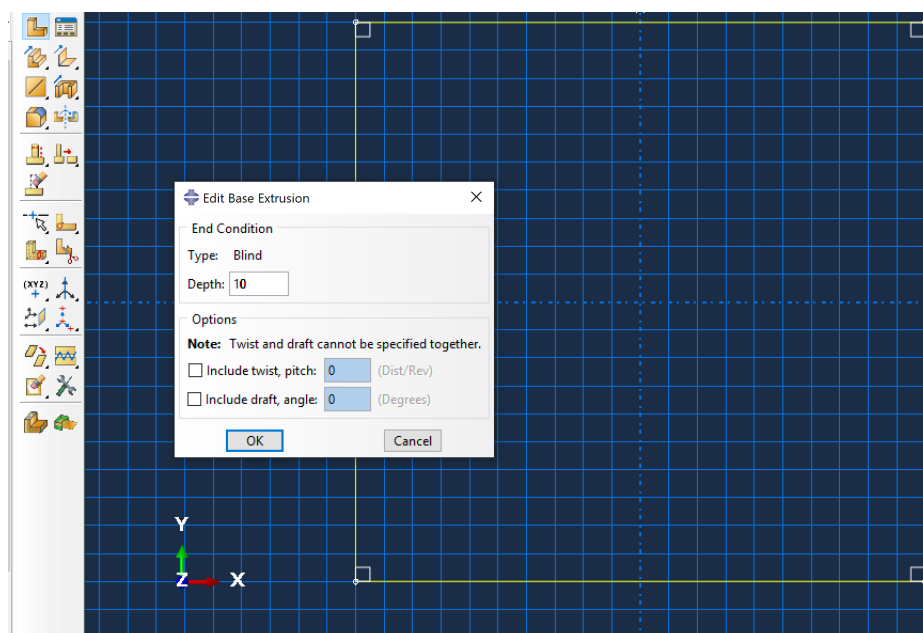 Edit Base Extrusion
End Condition
Type: Blind
Depth: 10
Options
Note: Twist and draft cannot be specified together.
Include twist, pitch: 0 (Dist/Rev)
Include draft, angle: 0 (Degrees)
OK Cancel
(XYZ)
Y
Z X